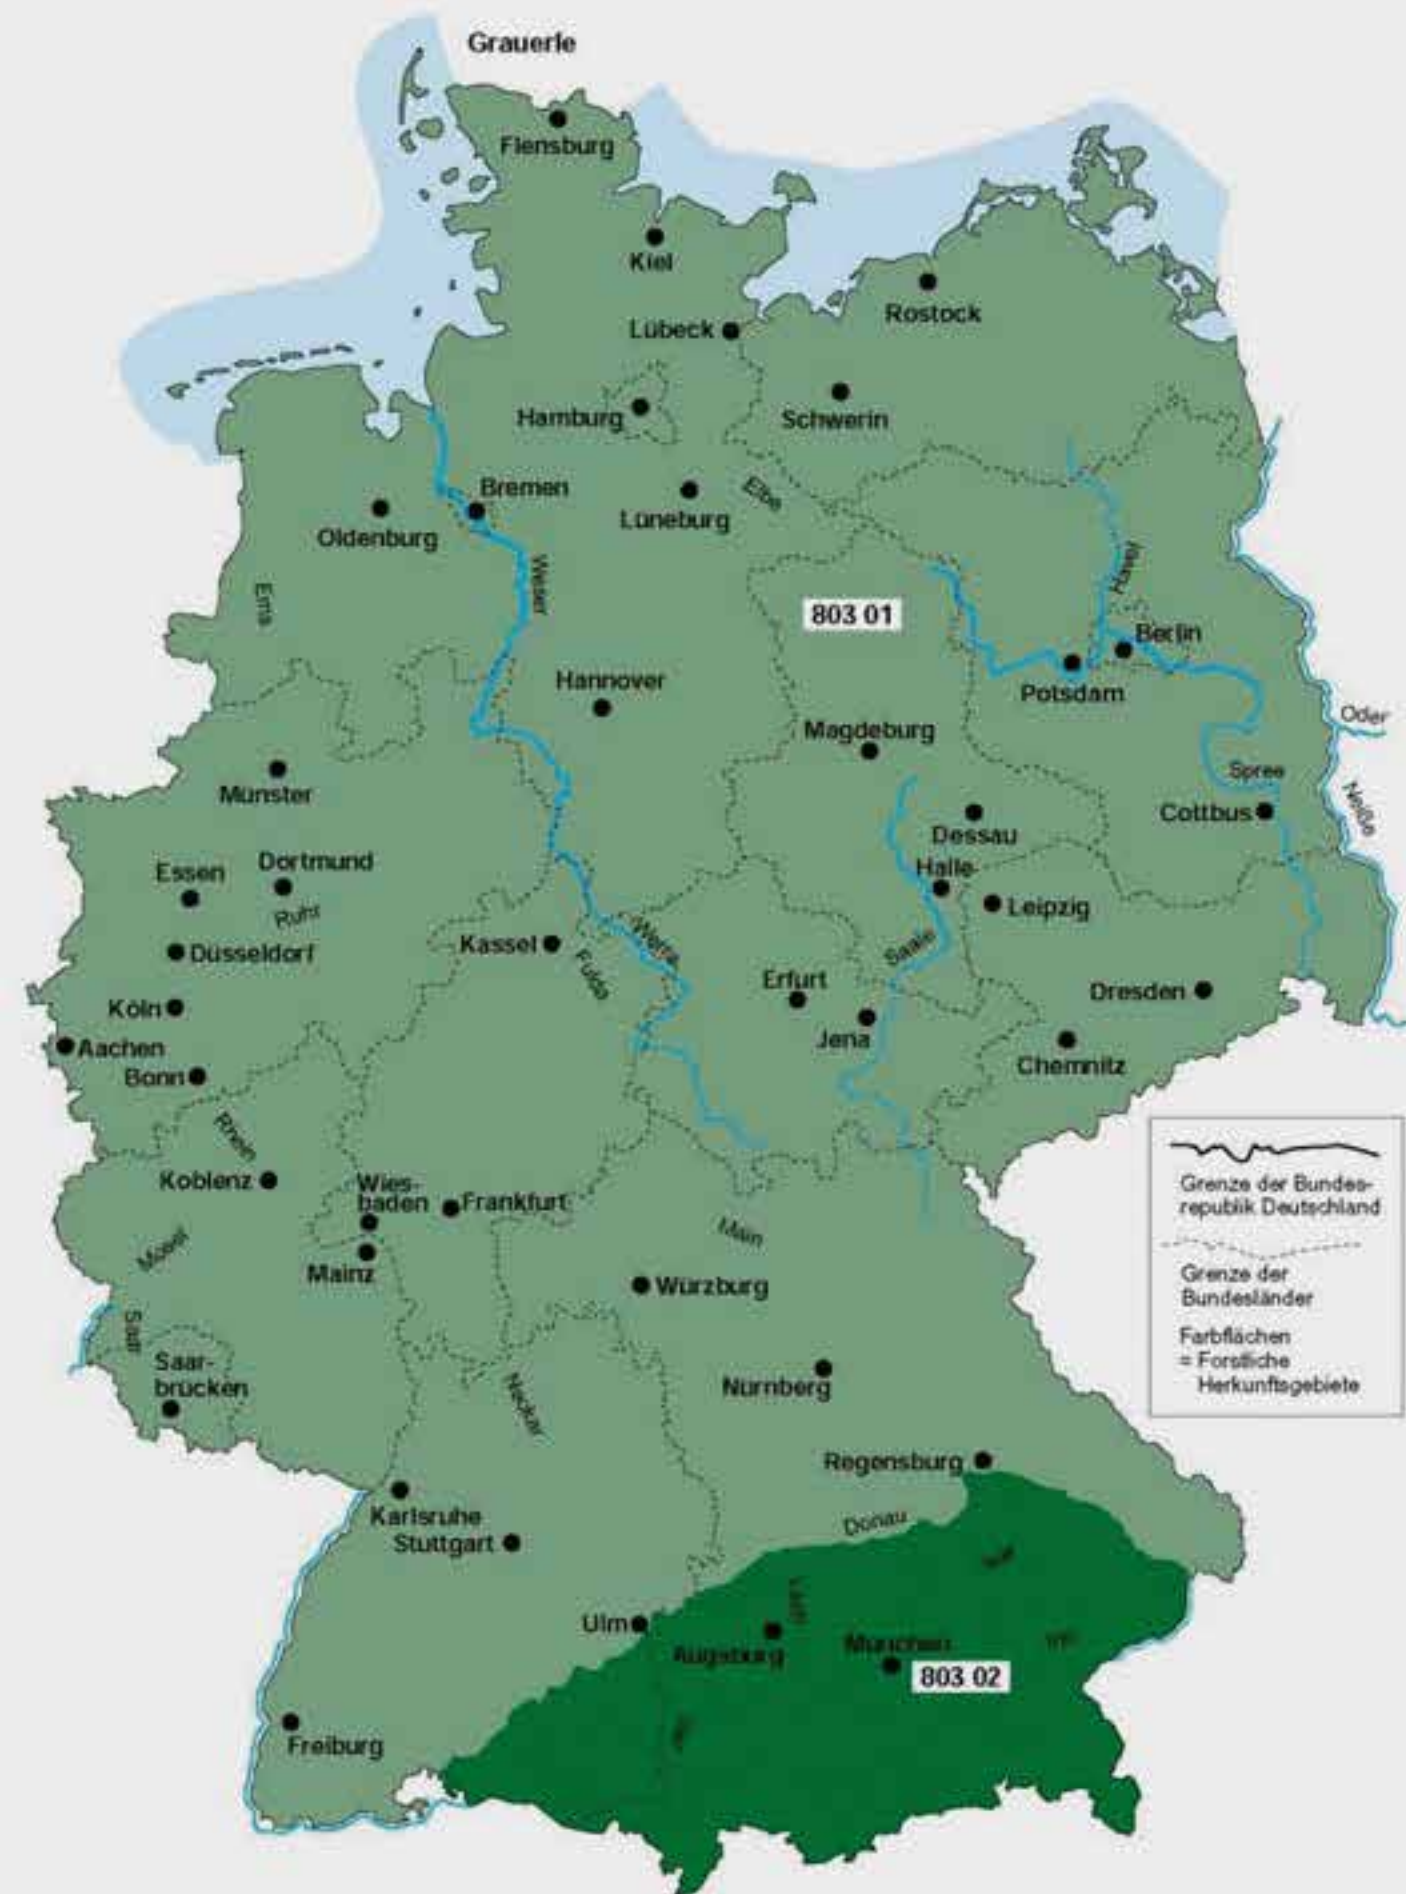 Grauerle
Flensburg
Kiel
Rostock
Lübeck
Hamburg
Schwerin
Bremen
Elbe
Lüneburg
Oldenburg
Weser
Havel
Ems
803 01
Berlin
Hannover
Potsdam
Oder
Magdeburg
Spree
Münster
Neiße
Cottbus
Dessau
Dortmund
Essen
Halle
Ruhr
Leipzig
Kassel
Werra
Saale
Düsseldorf
Fulda
Erfurt
Dresden
Köln
Jena
Aachen
Chemnitz
Bonn
Rhein
Koblenz
Wies-
baden
Frankfurt
Grenze der Bundes-
republik Deutschland
Main
Mosel
Mainz
Würzburg
Grenze der
Bundesländer
Saar
Farbflächen
= Forstliche
Herkunftsgebiete
Saar-
brücken
Neckar
Nürnberg
Regensburg
Karlsruhe
Donau
Stuttgart
Isar
Lech
Ulm
Augsburg
München
Inn
803 02
Iller
Freiburg